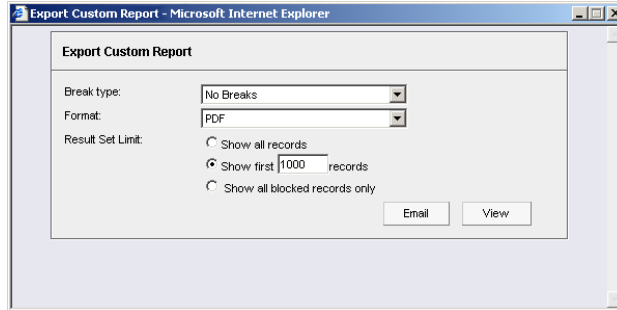 Export Custom Report - Microsoft Internet Explorer
Export Custom Report
Break type: No Breaks
Format: PDF
Result Set Limit: Show all records
Show first 1000 records
Show all blocked records only
Email View